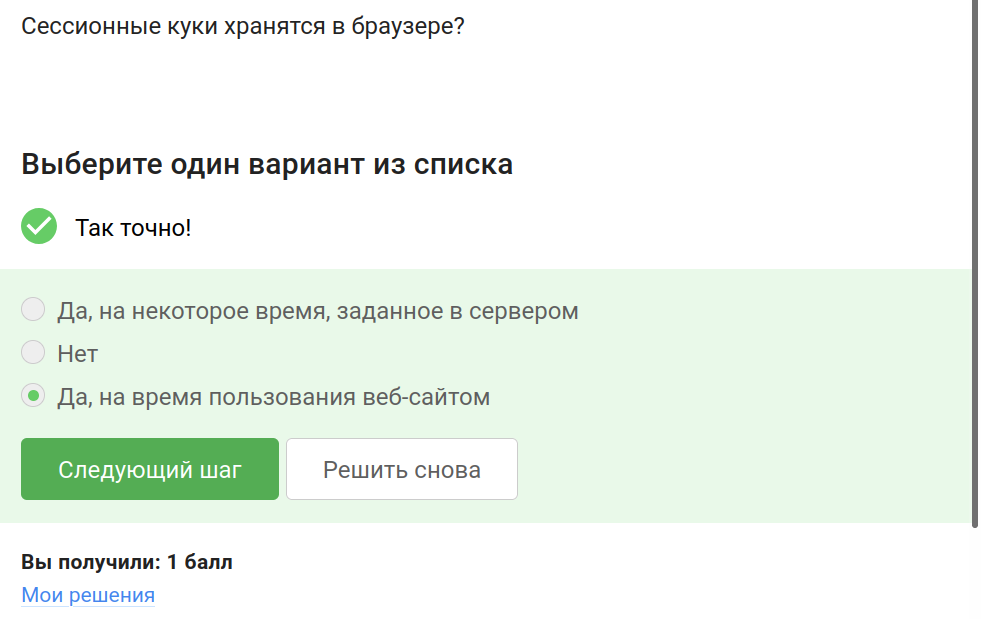 Сессионные куки хранятся в браузере?
Выберите один вариант из списка
Так точно!
Да, на некоторое время, заданное в сервером
Нет
Да, на время пользования веб-сайтом
Следующий шаг
Решить снова
Вы получили: 1 балл
Мои решения